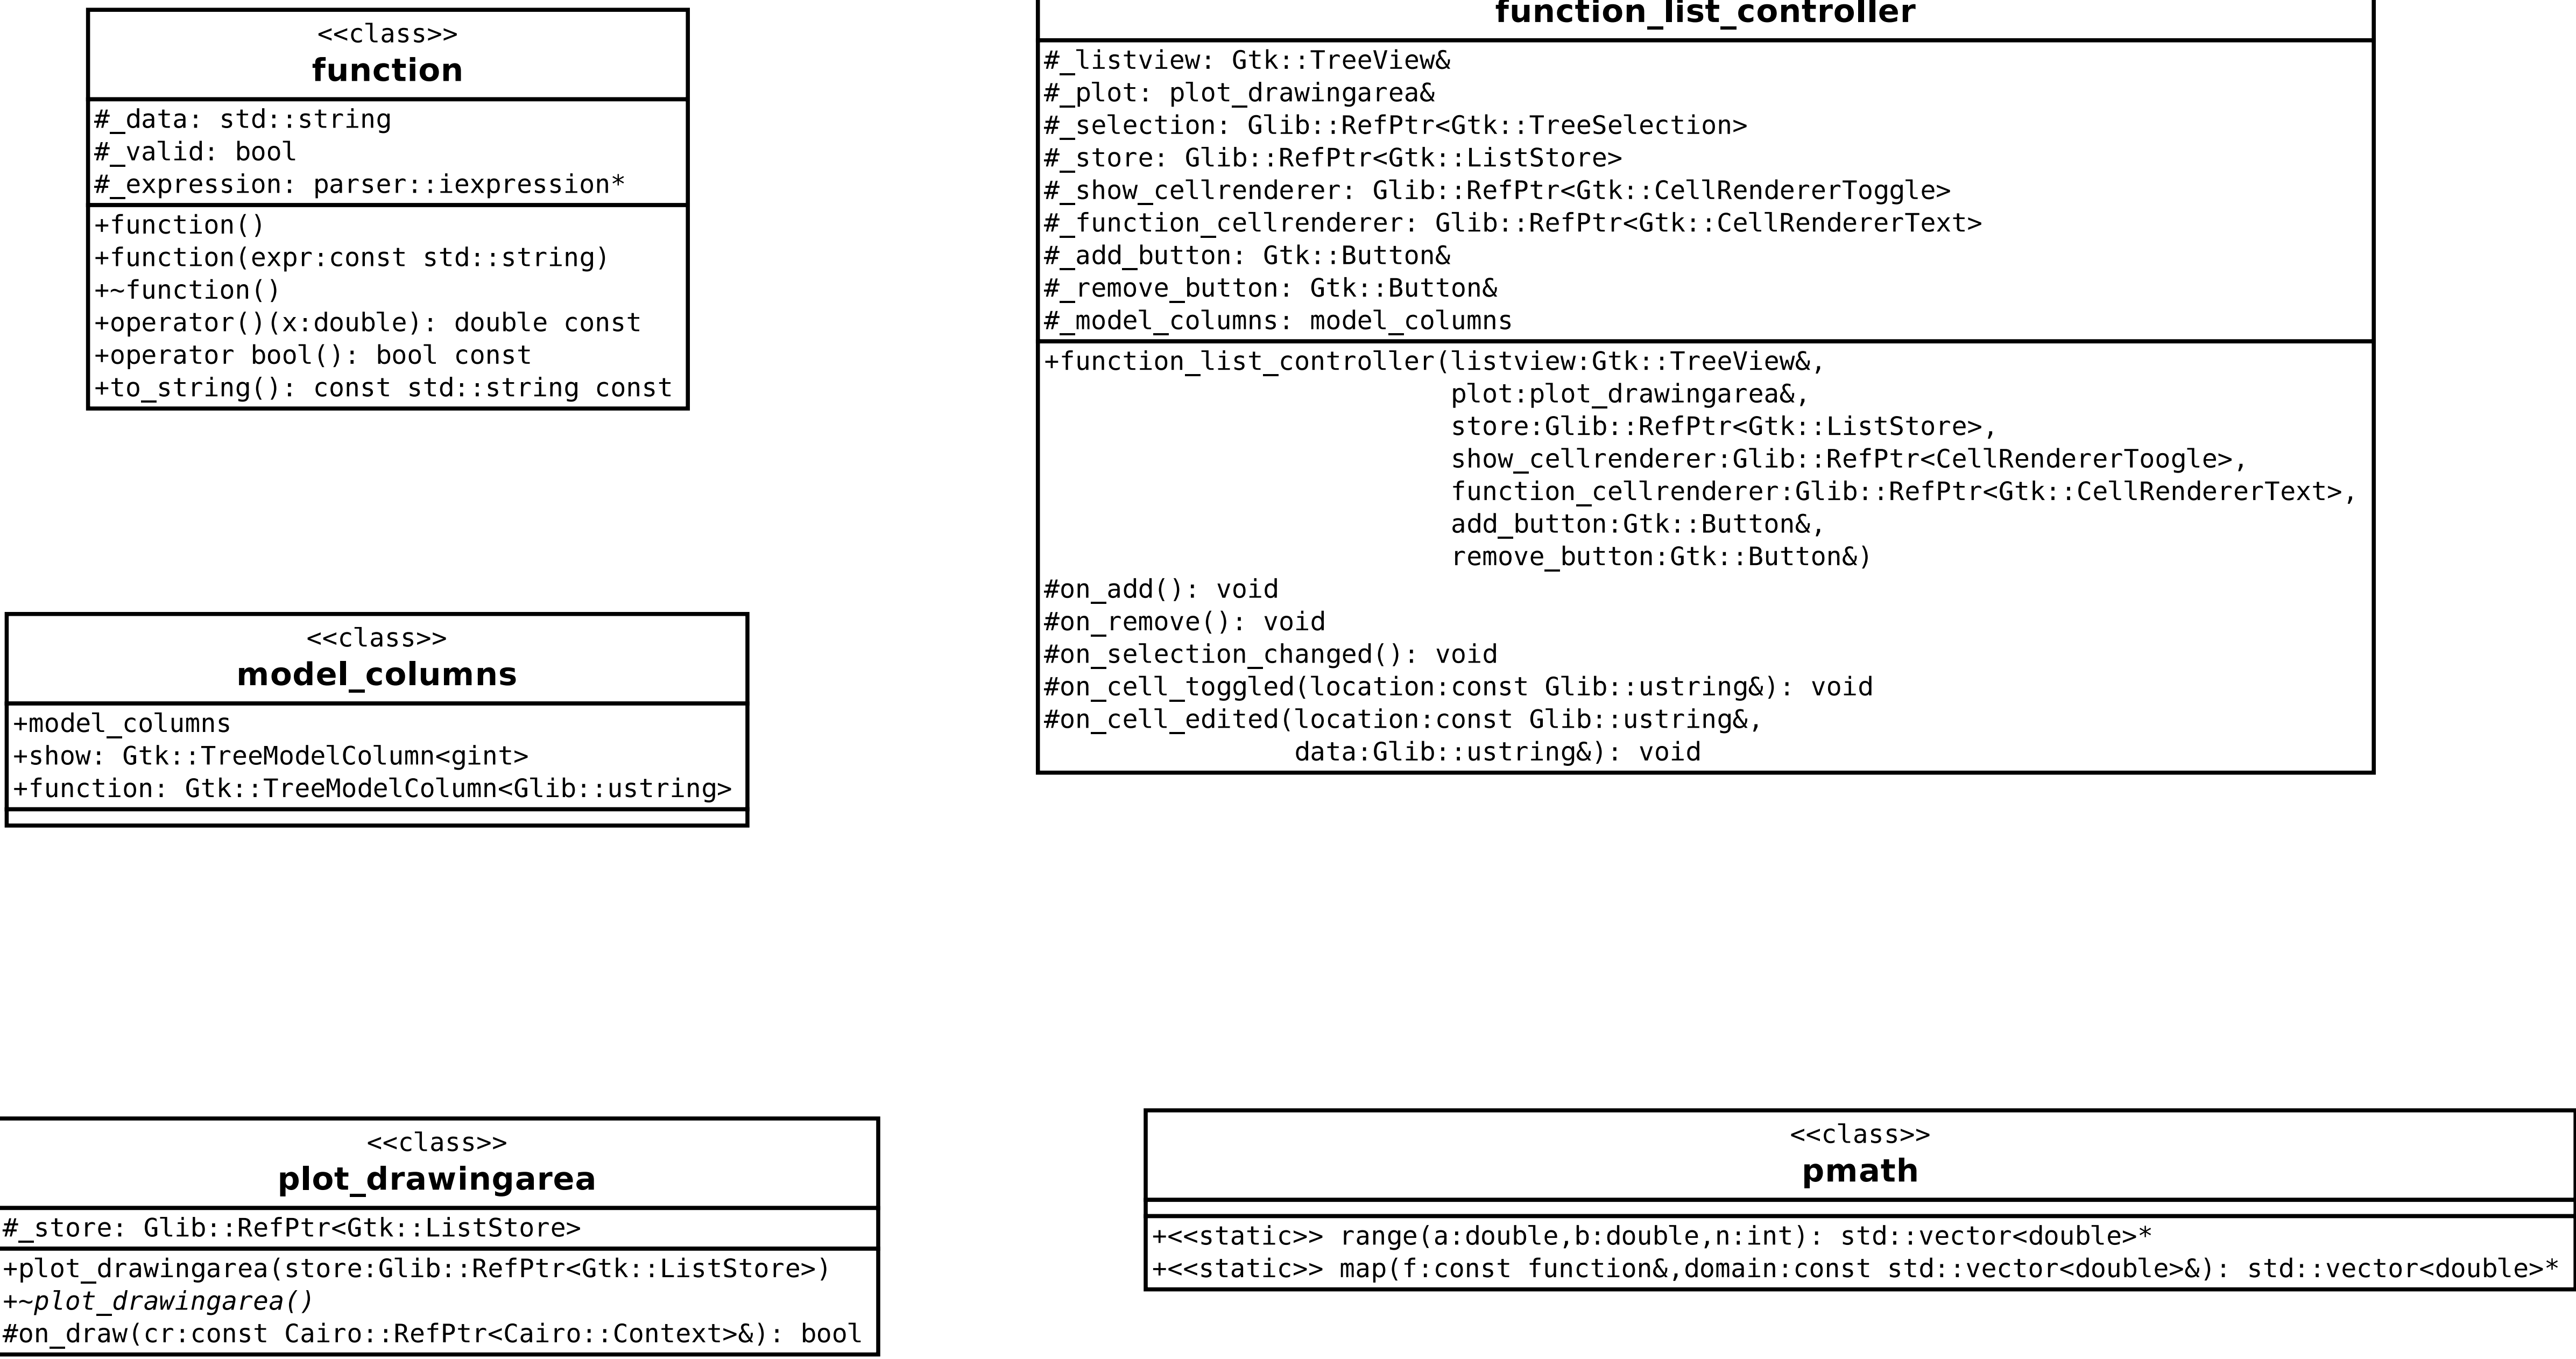 <<class>>
function
#_data: std::string
#_valid: bool
#_expression: parser::iexpression*
+function()
+function(expr:const std::string)
+~function()
+operator()(x:double): double const
+operator bool(): bool const
+to_string(): const std::string const
function_list_controller
#_listview: Gtk::TreeView&
#_plot: plot_drawingarea&
#_selection: Glib::RefPtr<Gtk::TreeSelection>
#_store: Glib::RefPtr<Gtk::ListStore>
#_show_cellrenderer: Glib::RefPtr<Gtk::CellRendererToggle>
#_function_cellrenderer: Glib::RefPtr<Gtk::CellRendererText>
#_add_button: Gtk::Button&
#_remove_button: Gtk::Button&
#_model_columns: model_columns
+function_list_controller(listview:Gtk::TreeView&,
plot:plot_drawingarea&,
store:Glib::RefPtr<Gtk::ListStore>,
show_cellrenderer:Glib::RefPtr<CellRendererToogle>,
function_cellrenderer:Glib::RefPtr<Gtk::CellRendererText>,
add_button:Gtk::Button&,
remove_button:Gtk::Button&)
#on_add(): void
#on_remove(): void
#on_selection_changed(): void
#on_cell_toggled(location:const Glib::ustring&): void
#on_cell_edited(location:const Glib::ustring&,
data:Glib::ustring&): void
<<class>>
model_columns
+model_columns
+show: Gtk::TreeModelColumn<gint>
+function: Gtk::TreeModelColumn<Glib::ustring>
<<class>>
plot_drawingarea
#_store: Glib::RefPtr<Gtk::ListStore>
+plot_drawingarea(store:Glib::RefPtr<Gtk::ListStore>)
+~plot_drawingarea()
#on_draw(cr:const Cairo::RefPtr<Cairo::Context>&): bool
<<class>>
pmath
+<<static>> range(a:double,b:double,n:int): std::vector<double>*
+<<static>> map(f:const function&,domain:const std::vector<double>&): std::vector<double>*